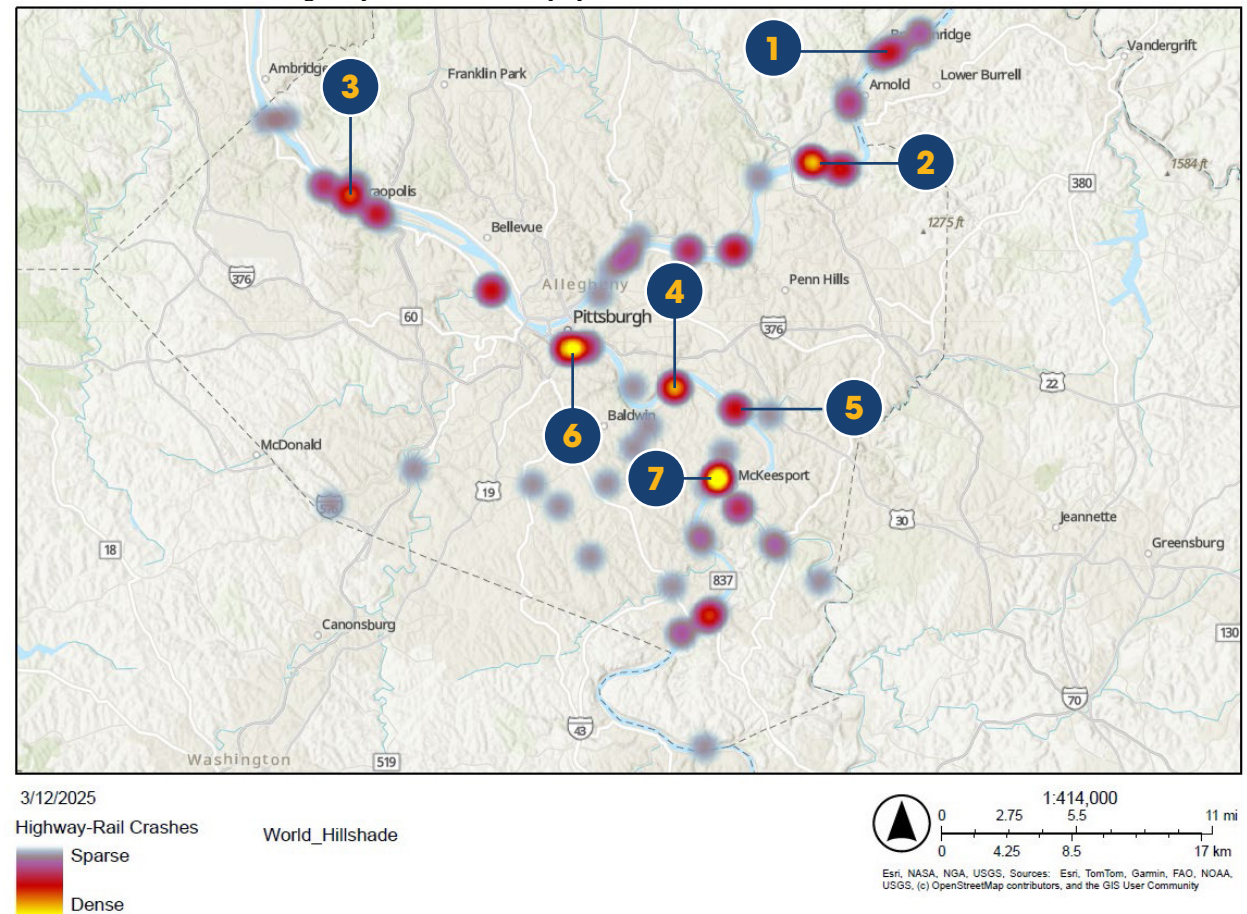 1
Vandergrift
Ambridge
Franklin Park
Lower Burrell
Arnold
3
2
1584 ft
380
raopolis
1275 ft
Bellevue
376
Allegheny
Penn Hills
4
60
Pittsburgh
376
22
5
Baldwin
6
McDonald
McKeesport
7
19
30
Jeannette
18
Greensburg
837
Canonsburg
130
70
43
Washington
519
3/12/2025
Highway-Rail Crashes
World_Hillshade
Sparse
Dense
1:414,000
0 2.75 5.5 11 mi
0 4.25 8.5 17 km
Esri, NASA, NGA, USGS, Sources: Esri, TomTom, Garmin, FAO, NOAA,
USGS, (c) OpenStreetMap contributors, and the GIS User Community